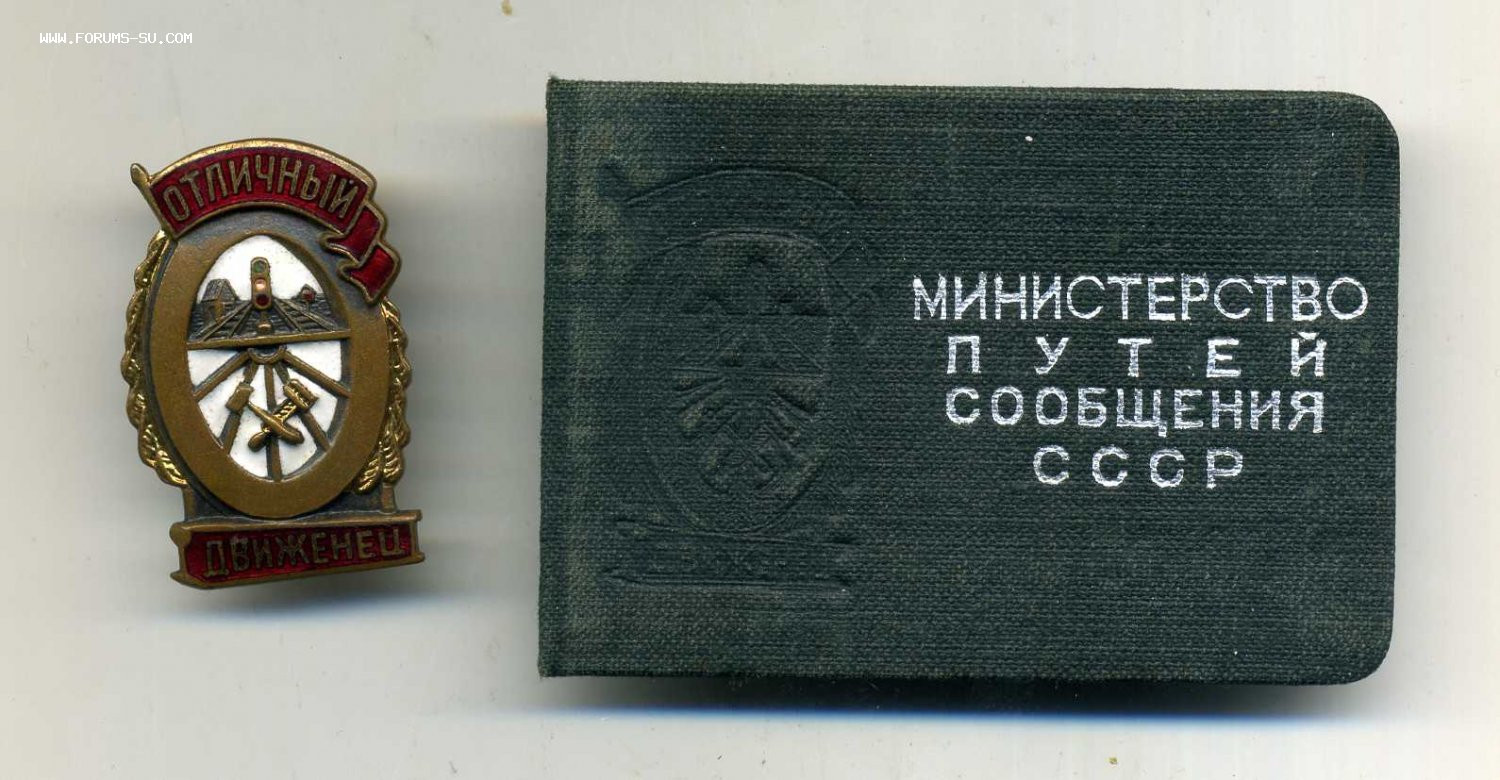 WWW.FORUMS-SU.COM
ОТЛИЧНЫЙ
ДВИЖЕНЕЦ
МИНИСТЕРСТВО
ПУТЕЙ
СООБЩЕНИЯ
СССР